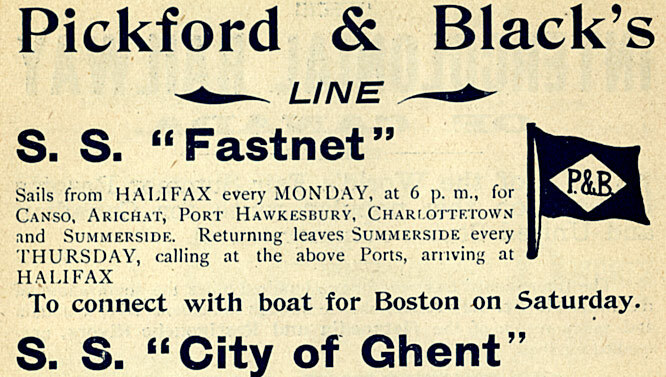 Pickford & Black's
LINE
S. S. "Fastnet"
P.&B.
Sails from HALIFAX every MONDAY, at 6 p. m., for
CANSO, ARICHAT, PORT HAWKESBURY, CHARLOTTETOWN
and SUMMERSIDE. Returning leaves SUMMERSIDE every
THURSDAY, calling at the above Ports, arriving at
HALIFAX
To connect with boat for Boston on Saturday.
S. S. "City of Ghent"